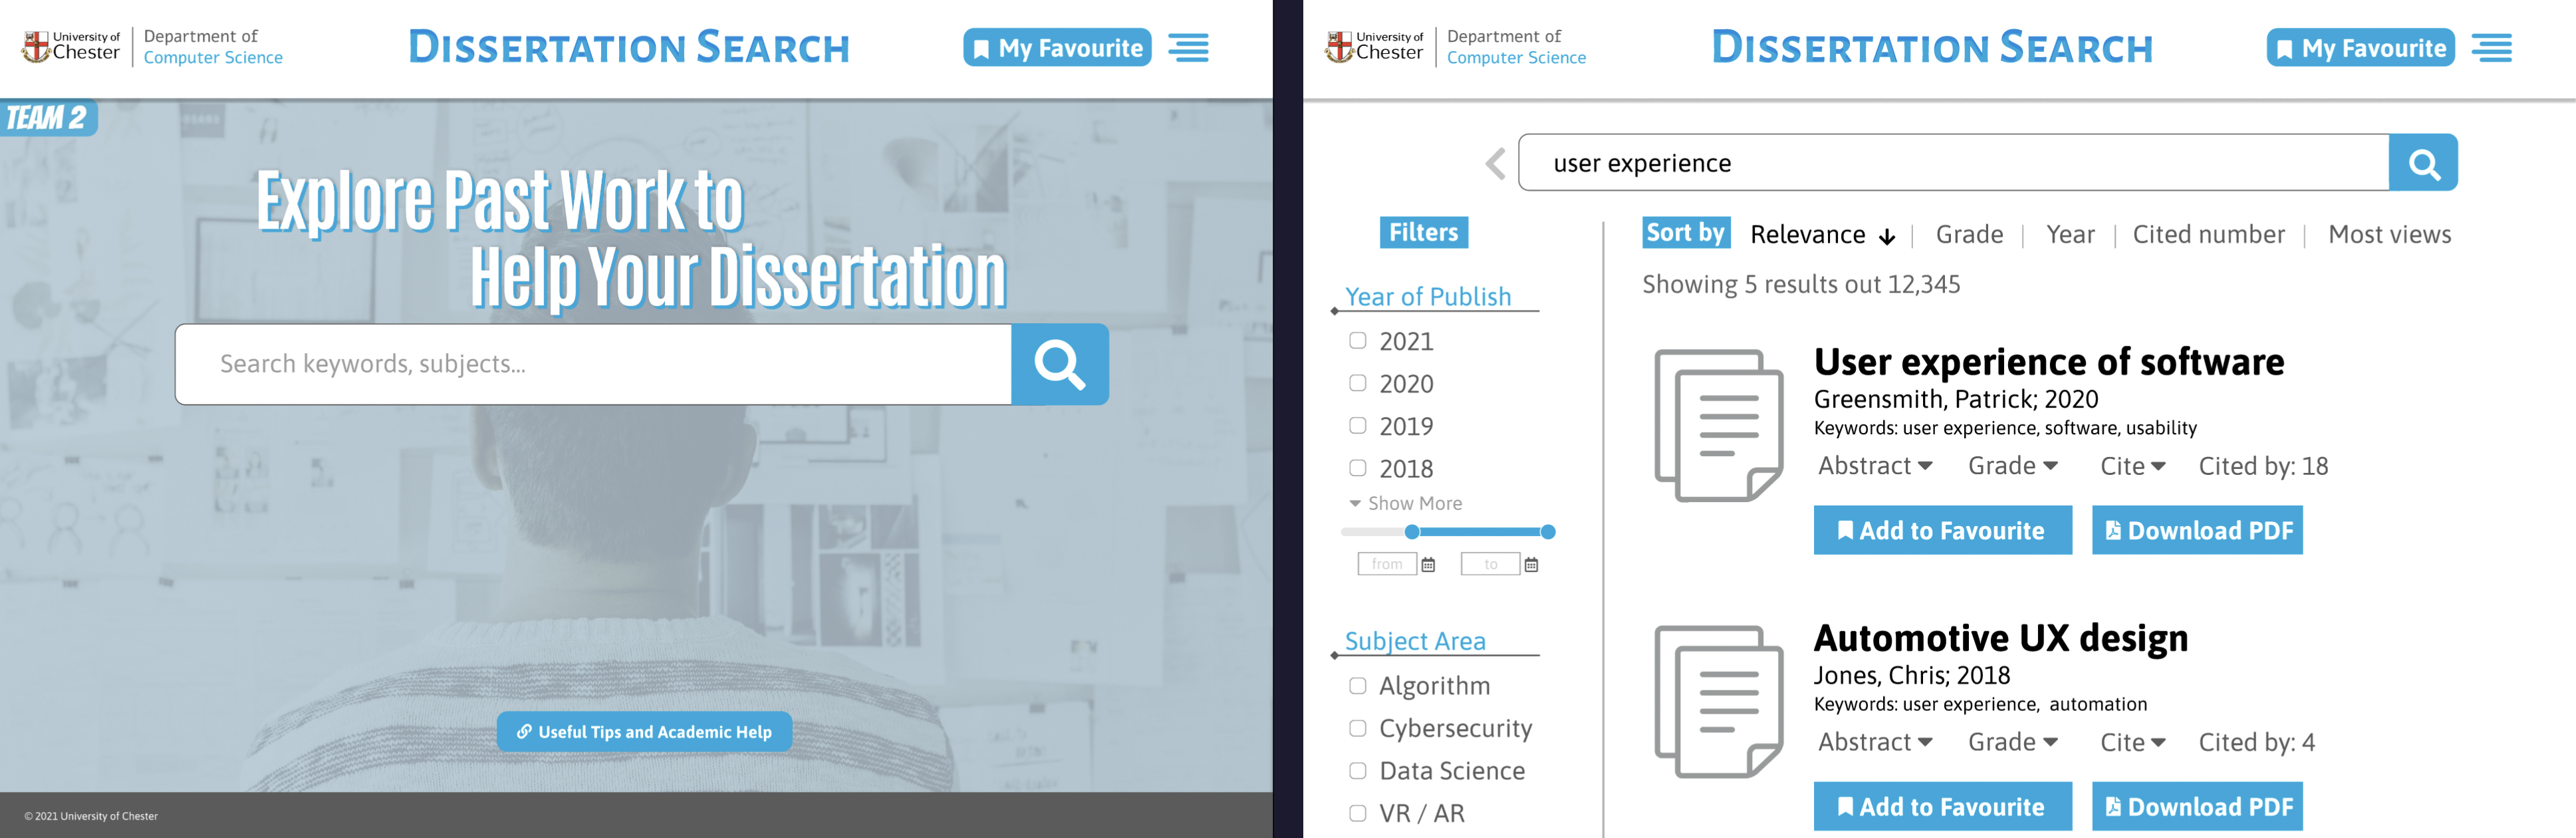 University of
Chester
Department of
Computer Science
DISSERTATION SEARCH
My Favourite
TEAM 2
Explore Past Work to
Help Your Dissertation
Search keywords, subjects...
Useful Tips and Academic Help
© 2021 University of Chester
University of
Chester
Department of
Computer Science
DISSERTATION SEARCH
My Favourite
user experience
Filters
Year of Publish
2021
2020
2019
2018
Show More
from to
Subject Area
Algorithm
Cybersecurity
Data Science
VR / AR
Sort by Relevance | Grade | Year | Cited number | Most views
Showing 5 results out 12,345
User experience of software
Greensmith, Patrick; 2020
Keywords: user experience, software, usability
Abstract Grade Cite Cited by: 18
Add to Favourite Download PDF
Automotive UX design
Jones, Chris; 2018
Keywords: user experience, automation
Abstract Grade Cite Cited by: 4
Add to Favourite Download PDF